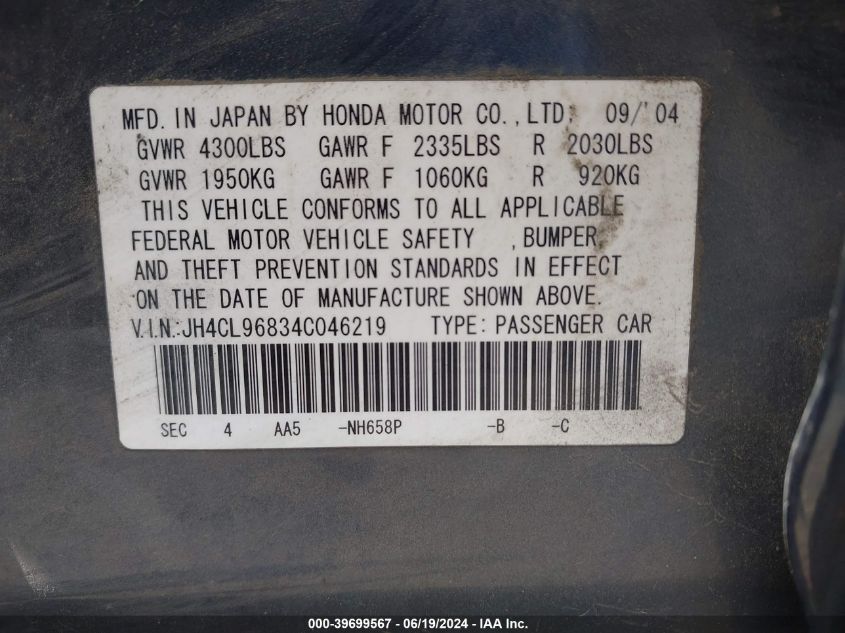 MFD. IN JAPAN BY HONDA MOTOR CO.,LTD. 09/'04
GVWR 4300LBS GAWR F 2335LBS R 2030LBS
GVWR 1950KG GAWR F 1060KG R 920KG
THIS VEHICLE CONFORMS TO ALL APPLICABLE
FEDERAL MOTOR VEHICLE SAFETY ,BUMPER,
AND THEFT PREVENTION STANDARDS IN EFFECT
ON THE DATE OF MANUFACTURE SHOWN ABOVE.
V.I.N.:JH4CL96834C046219 TYPE: PASSENGER CAR
SEC 4 AA5 -NH658P -B -C
000-39699567 - 06/19/2024 - IAA Inc.